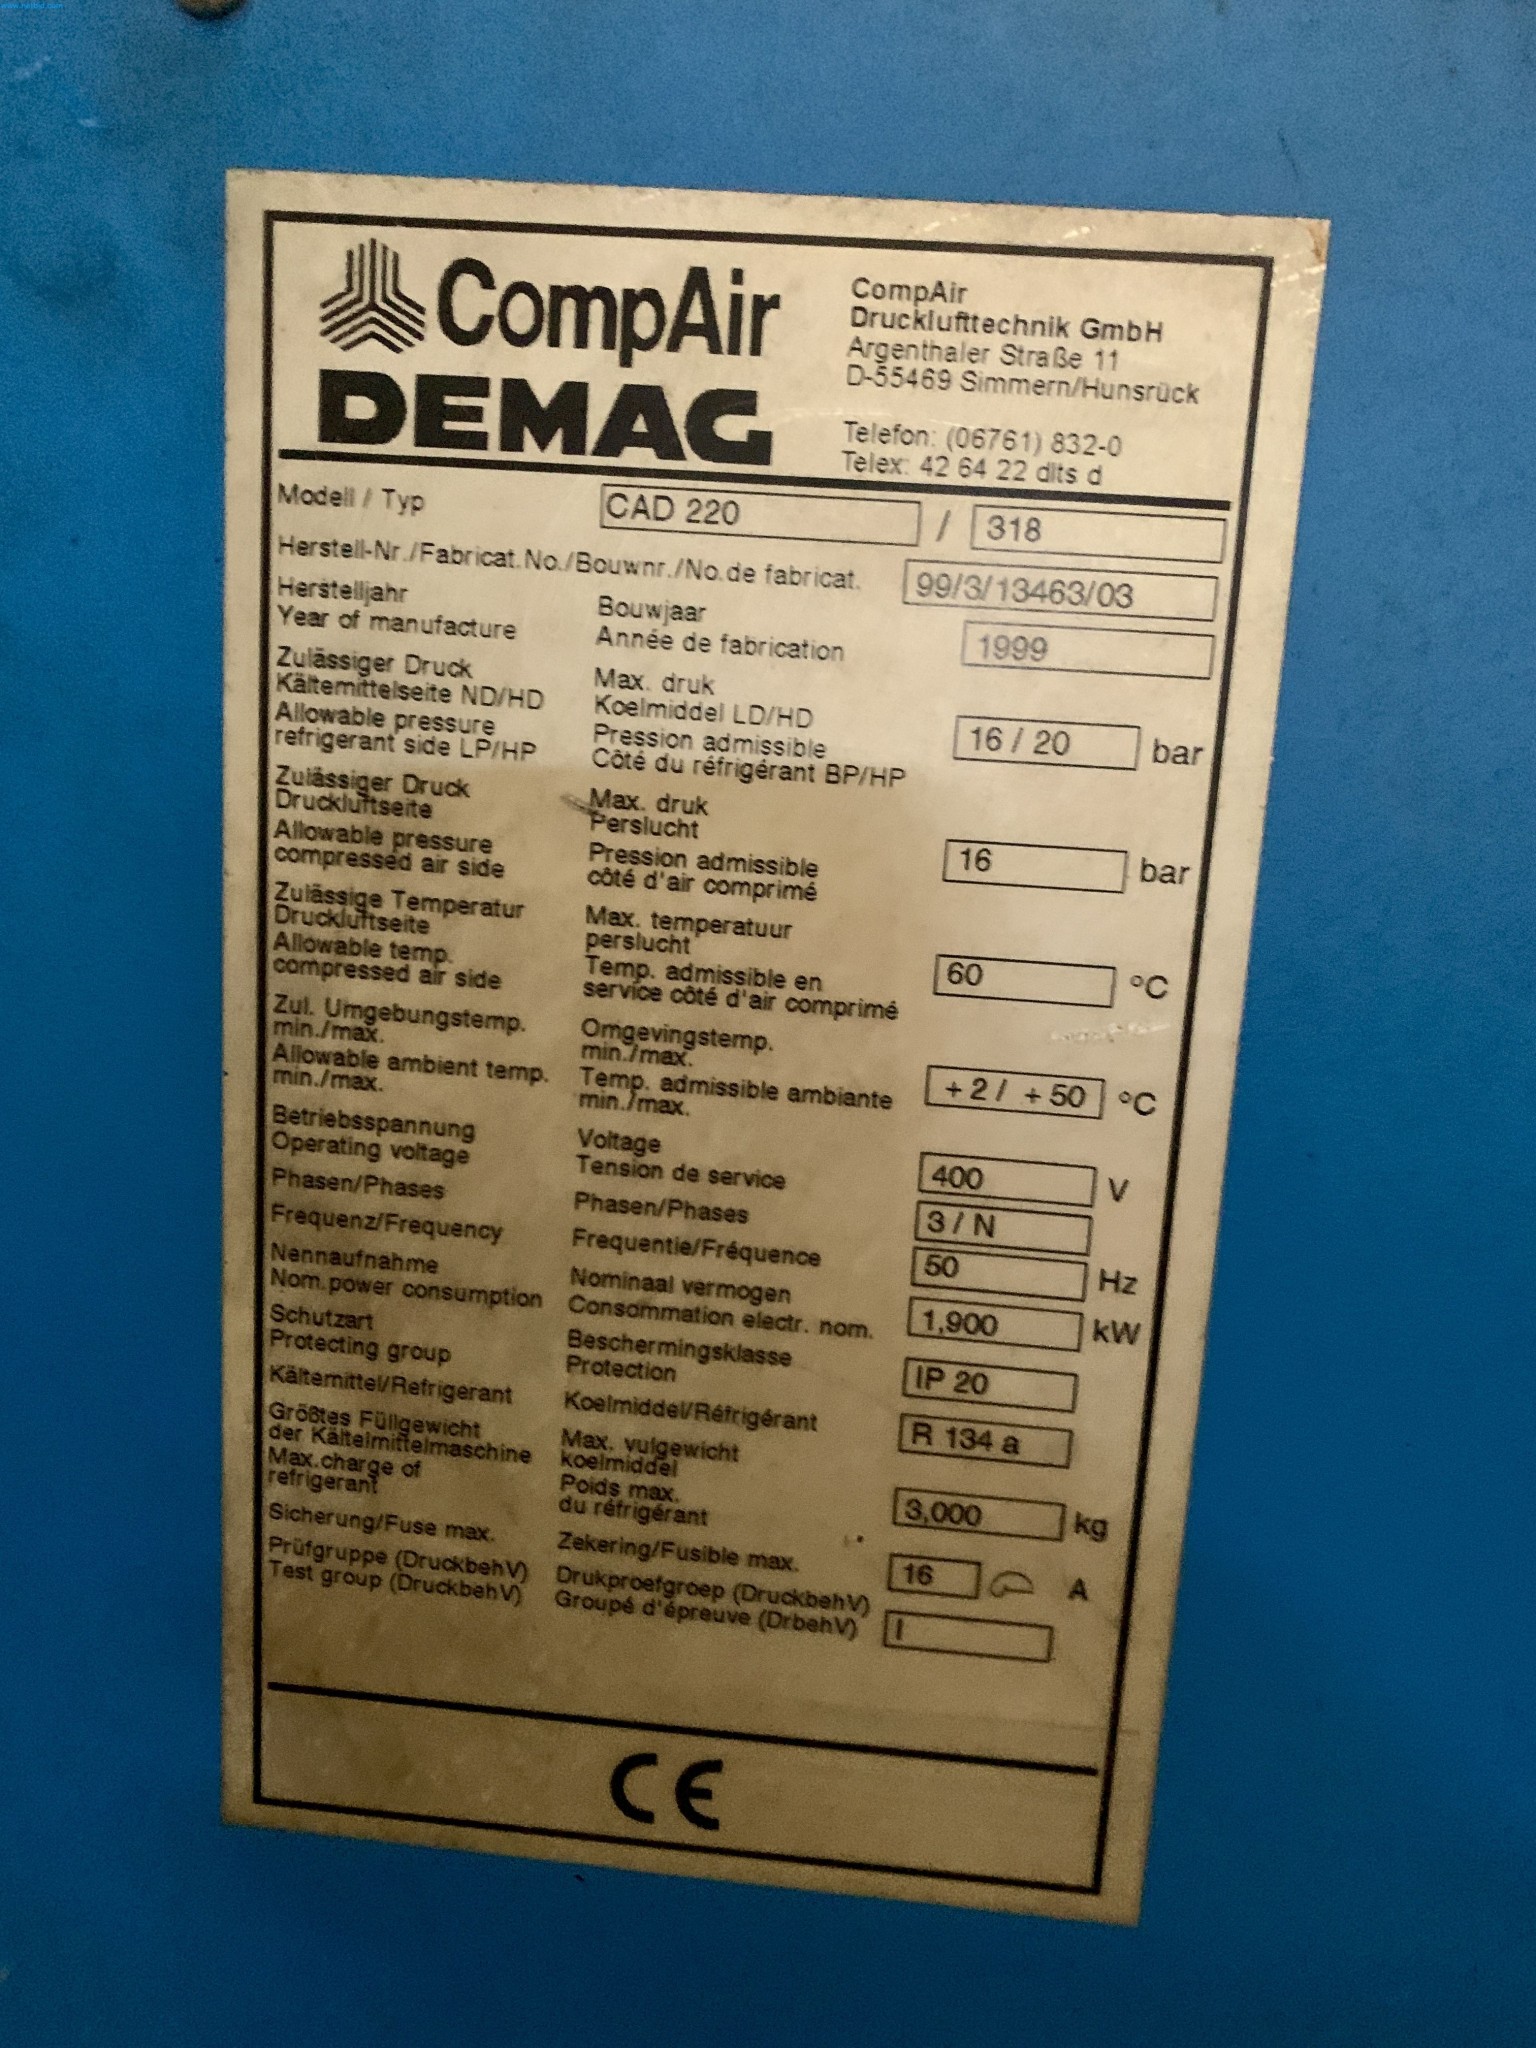 www.netbid.com
CompAir
DEMAG
CompAir
Drucklufttechnik GmbH
Argenthaler Straße 11
D-55469 Simmern/Hunsrück
Telefon: (06761) 832-0
Telex: 42 64 22 dlts d
Modell / Typ CAD 220 / 318
Herstell-Nr./Fabricat.No./Bouwnr./No.de fabricat. 99/3/13463/03
Herstelljahr Bouwjaar
Year of manufacture Année de fabrication 1999
Zulässiger Druck Max. druk
Kältemittelseite ND/HD Koelmiddel LD/HD
Allowable pressure Pression admissible 16 / 20 bar
refrigerant side LP/HP Côté du réfrigérant BP/HP
Zulässiger Druck Max. druk
Druckluftseite Perslucht
Allowable pressure Pression admissible 16 bar
compressed air side côté d'air comprimé
Zulässige Temperatur Max. temperatuur
Druckluftseite perslucht
Allowable temp. Temp. admissible en 60 °C
compressed air side service côté d'air comprimé
Zul. Umgebungstemp. Omgevingstemp.
min./max. min./max.
Allowable ambient temp. Temp. admissible ambiante +2 / +50 °C
min./max. min./max.
Betriebsspannung Voltage
Operating voltage Tension de service 400 V
Phasen/Phases Phasen/Phases 3 / N
Frequenz/Frequency Frequentie/Fréquence 50 Hz
Nennaufnahme Nominaal vermogen
Nom.power consumption Consommation electr. nom. 1,900 kW
Schutzart Beschermingsklasse
Protecting group Protection IP 20
Kältemittel/Refrigerant Koelmiddel/Réfrigérant R 134 a
Größtes Füllgewicht Max. vulgewicht
der Kältelmittelmaschine koelmiddel
Max.charge of Poids max. 3,000 kg
refrigerant du réfrigérant
Sicherung/Fuse max. Zekering/Fusible max. 16 A
Prüfgruppe (DruckbehV) Drukproefgroep (DruckbehV)
Test group (DruckbehV) Groupé d'épreuve (DrbehV) I
CE